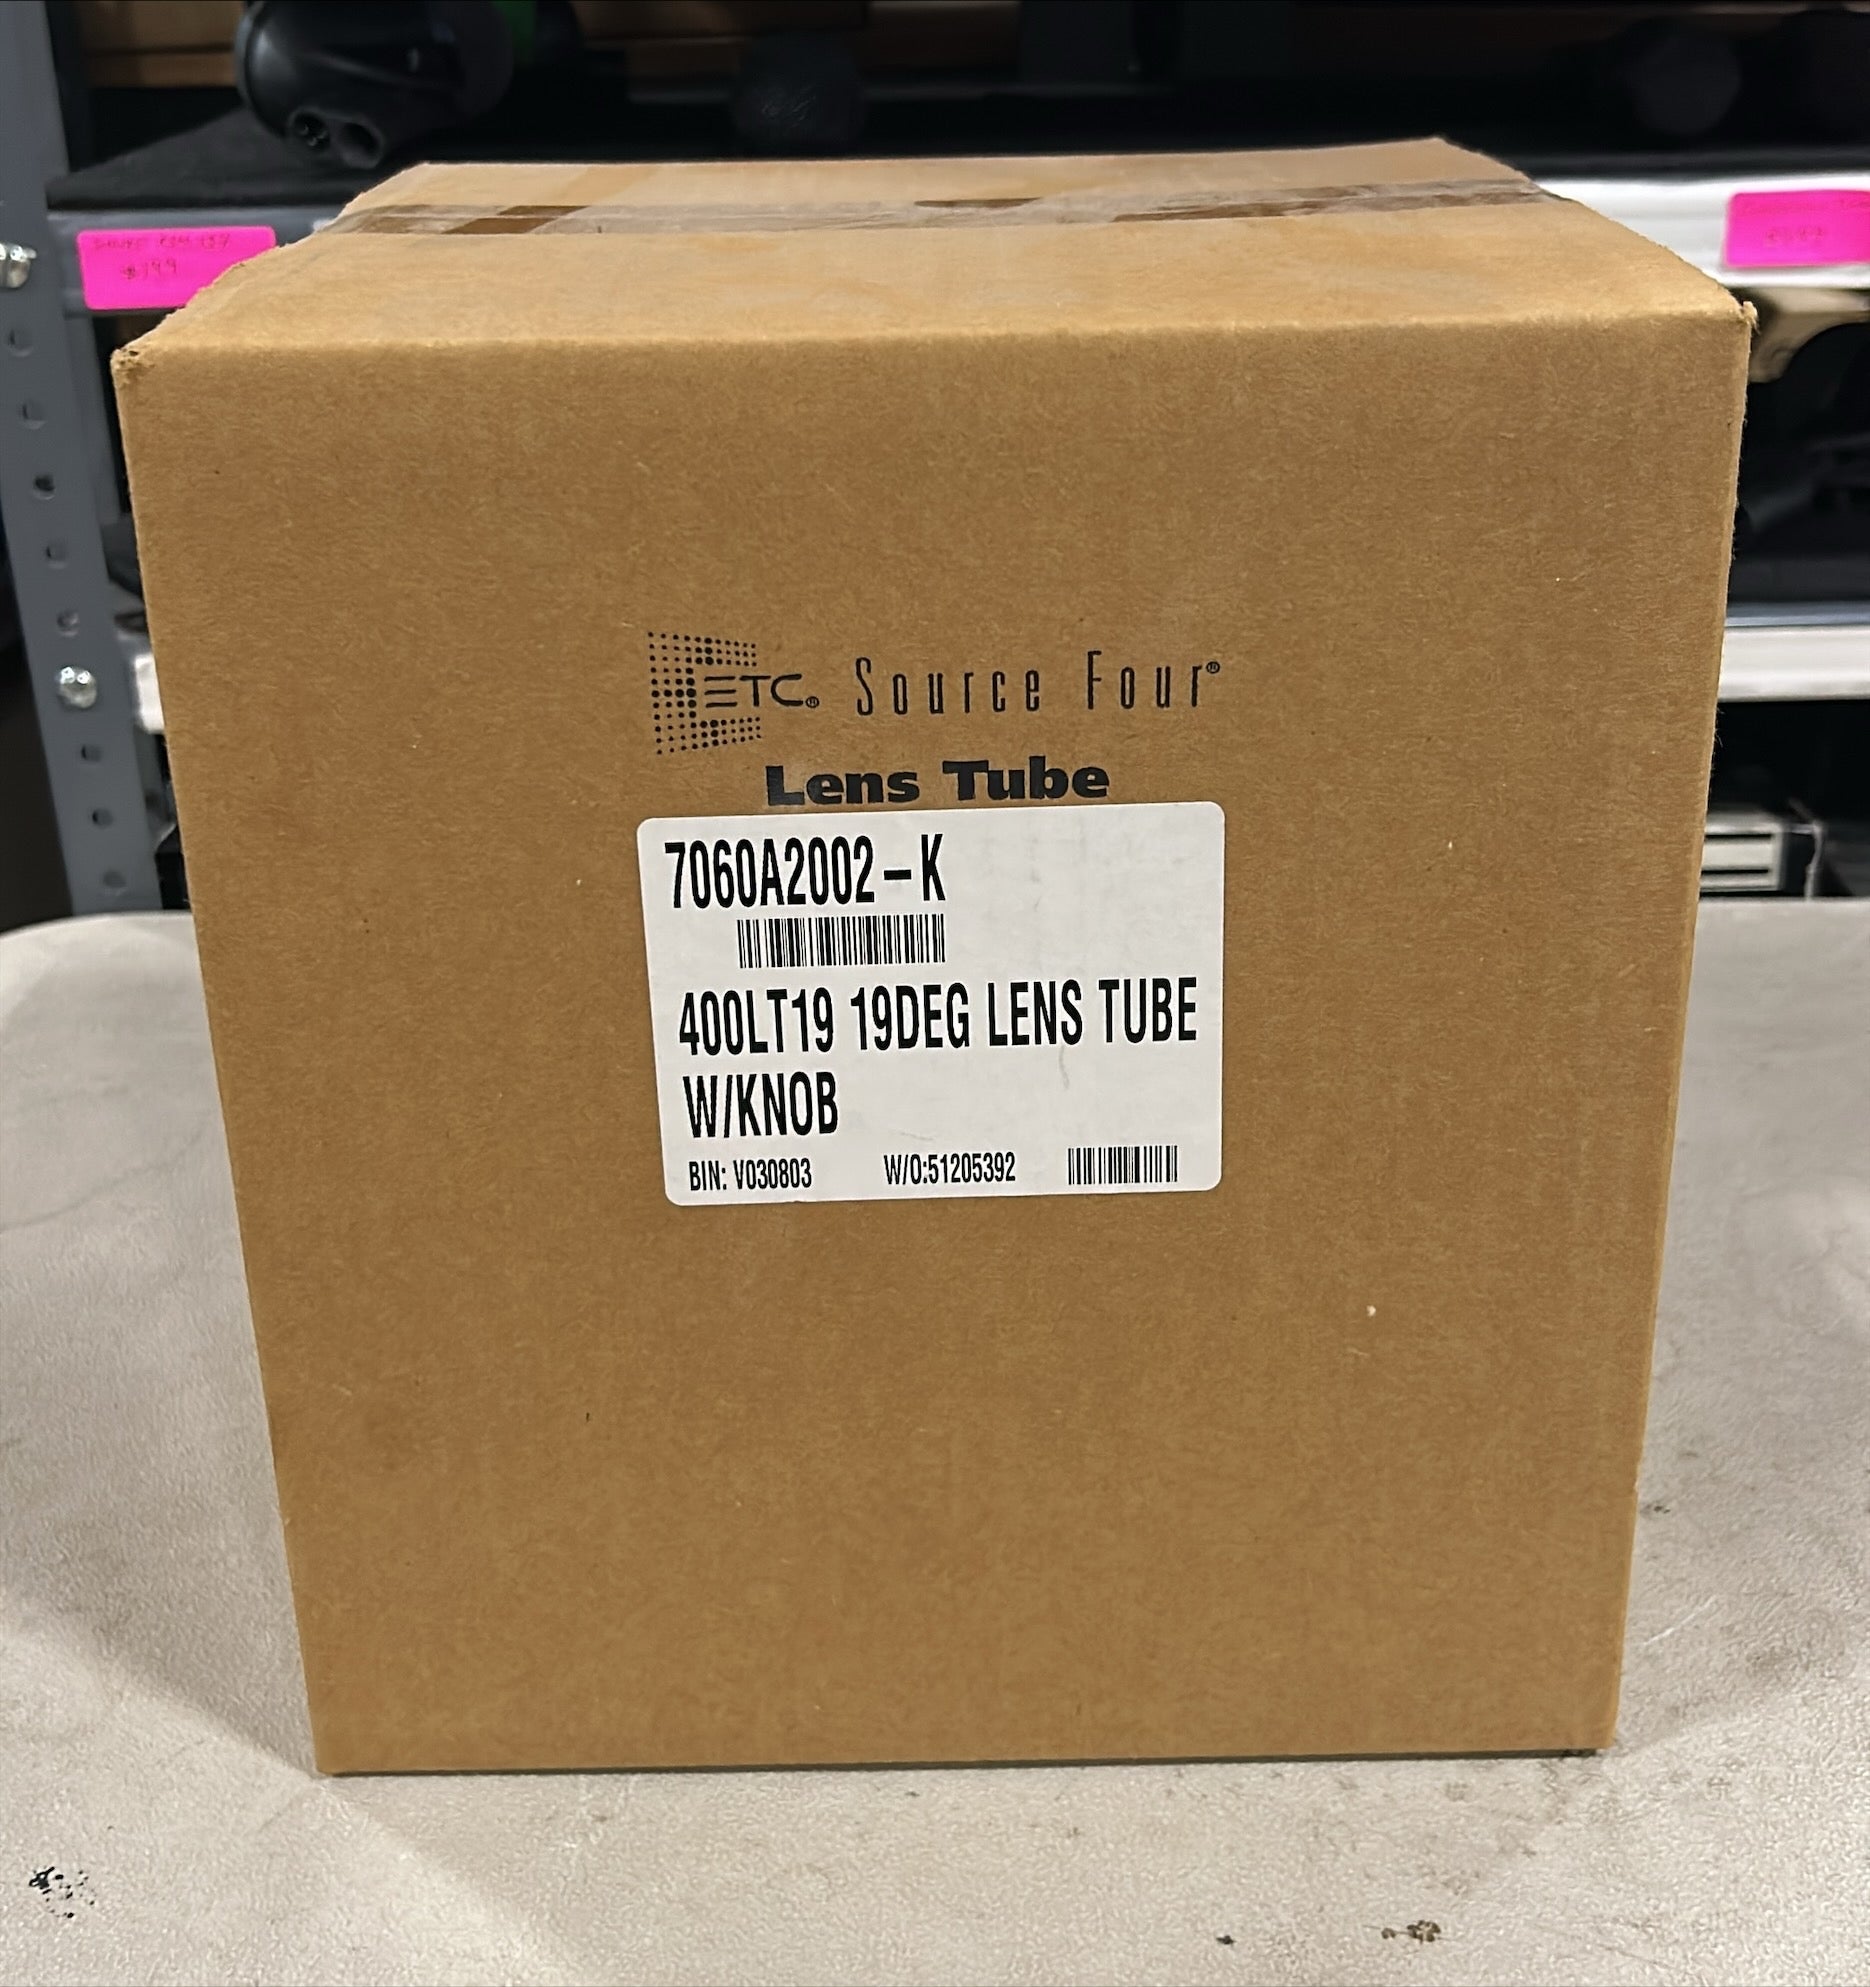 ETC® Source Four®
Lens Tube
7060A2002-K
400LT19 19DEG LENS TUBE
W/KNOB
BIN: V030803 W/O:51205392